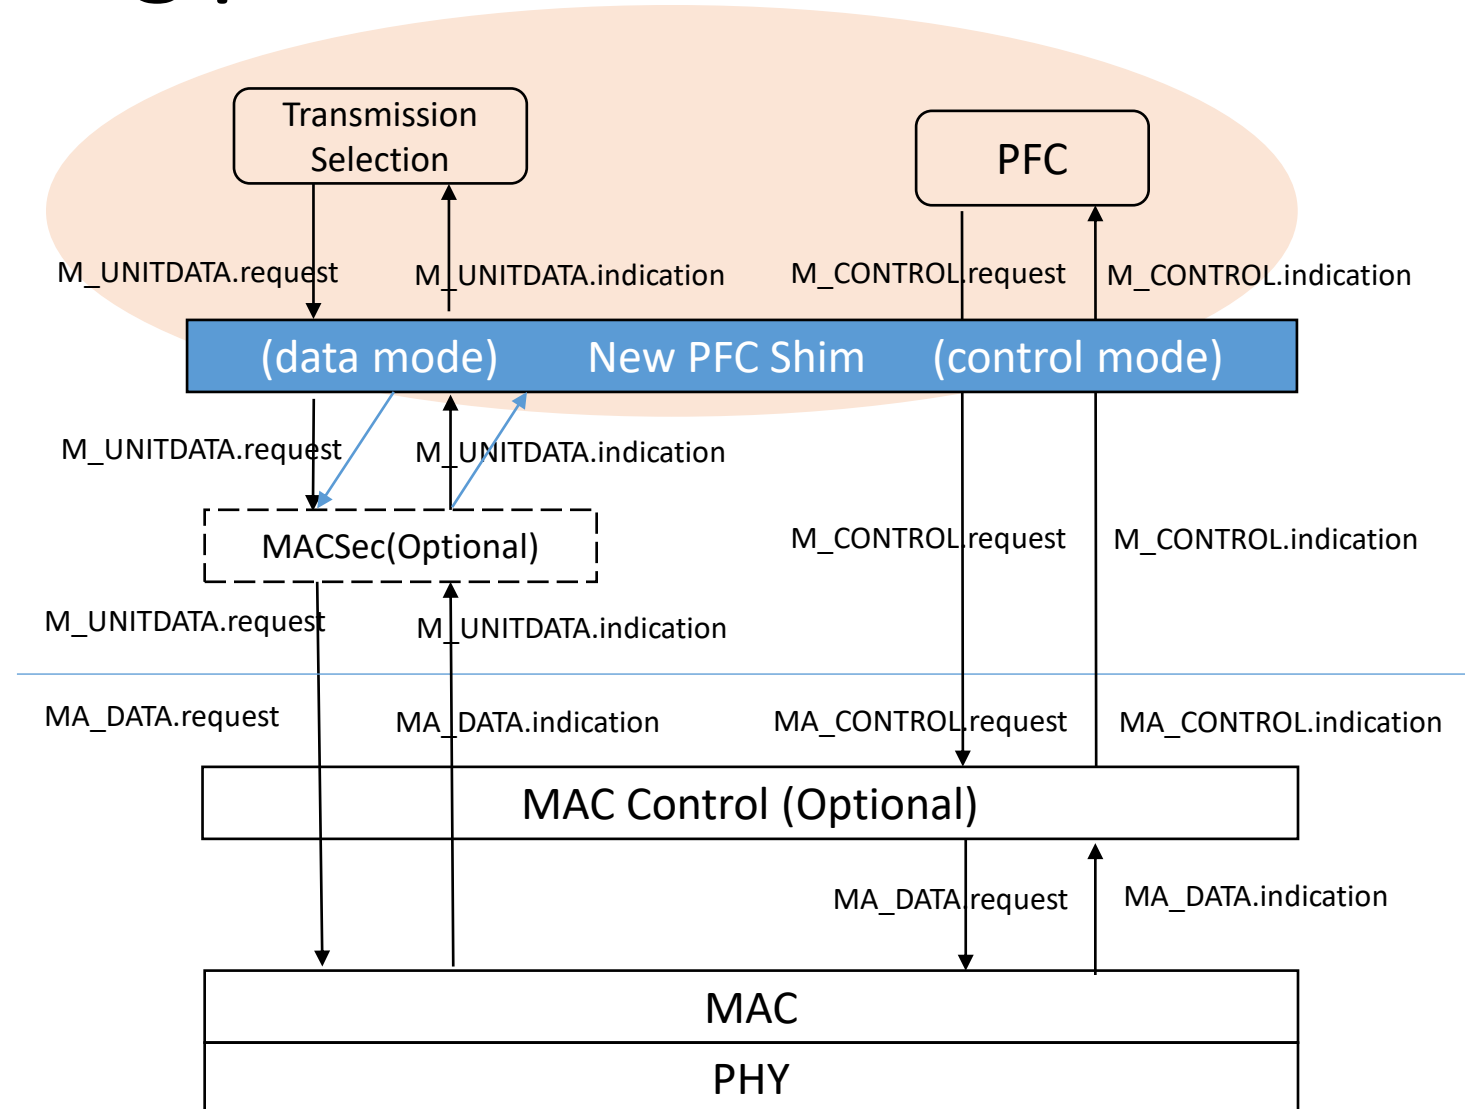 Transmission
Selection
PFC
M_UNITDATA.request
M_UNITDATA.indication
M_CONTROL.request
M_CONTROL.indication
(data mode) New PFC Shim (control mode)
M_UNITDATA.request
M_UNITDATA.indication
MACSec(Optional)
M_CONTROL.request
M_CONTROL.indication
M_UNITDATA.request
M_UNITDATA.indication
MA_DATA.request
MA_DATA.indication
MA_CONTROL.request
MA_CONTROL.indication
MAC Control (Optional)
MA_DATA.request
MA_DATA.indication
MAC
PHY